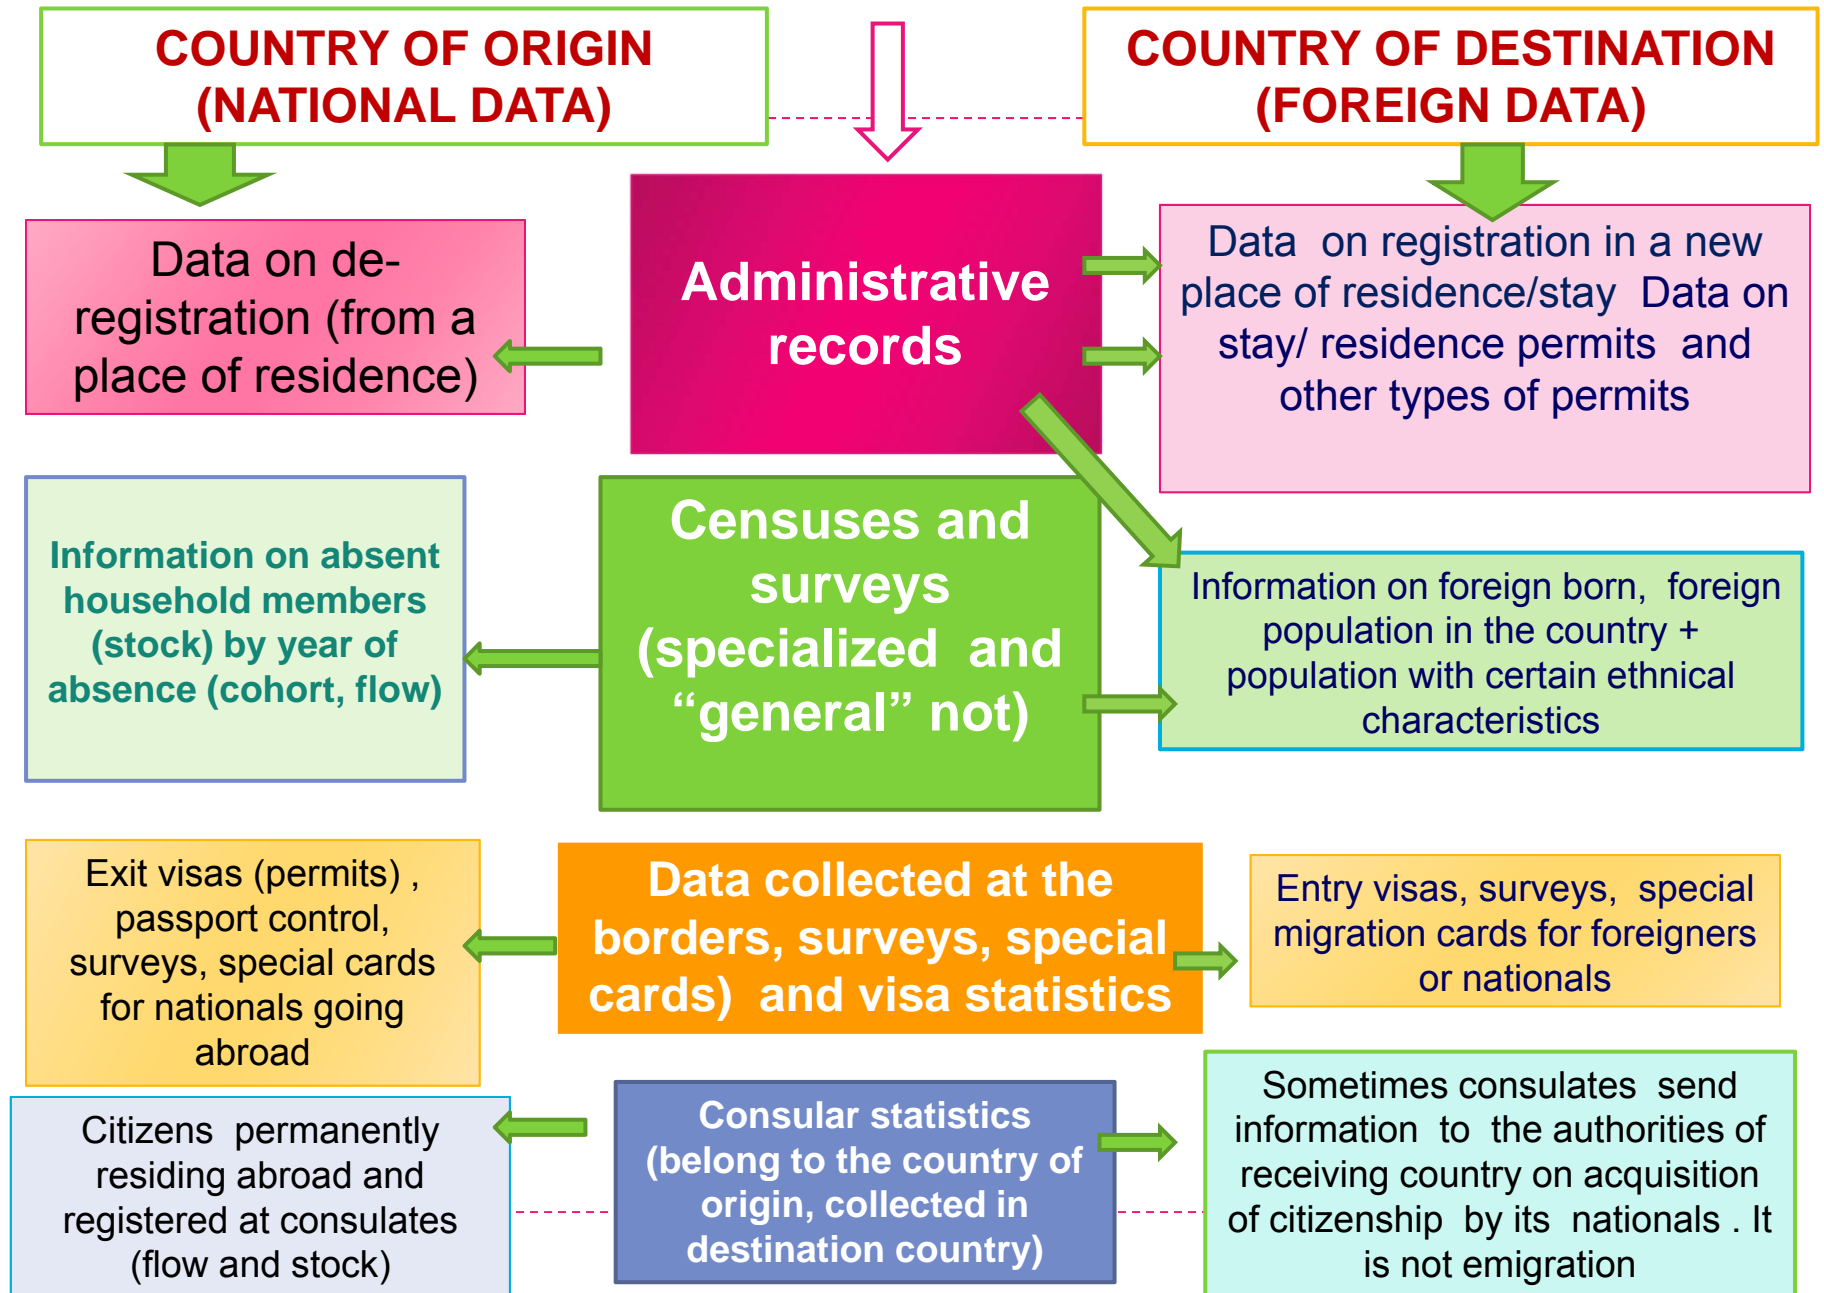 COUNTRY OF ORIGIN
(NATIONAL DATA)
COUNTRY OF DESTINATION
(FOREIGN DATA)
Data on de-
registration (from a
place of residence)
Administrative
records
Data on registration in a new
place of residence/stay Data on
stay/ residence permits and
other types of permits
Information on absent
household members
(stock) by year of
absence (cohort, flow)
Censuses and
surveys
(specialized and
“general” not)
Information on foreign born, foreign
population in the country +
population with certain ethnical
characteristics
Exit visas (permits) ,
passport control,
surveys, special cards
for nationals going
abroad
Data collected at the
borders, surveys, special
cards) and visa statistics
Entry visas, surveys, special
migration cards for foreigners
or nationals
Citizens permanently
residing abroad and
registered at consulates
(flow and stock)
Consular statistics
(belong to the country of
origin, collected in
destination country)
Sometimes consulates send
information to the authorities of
receiving country on acquisition
of citizenship by its nationals . It
is not emigration